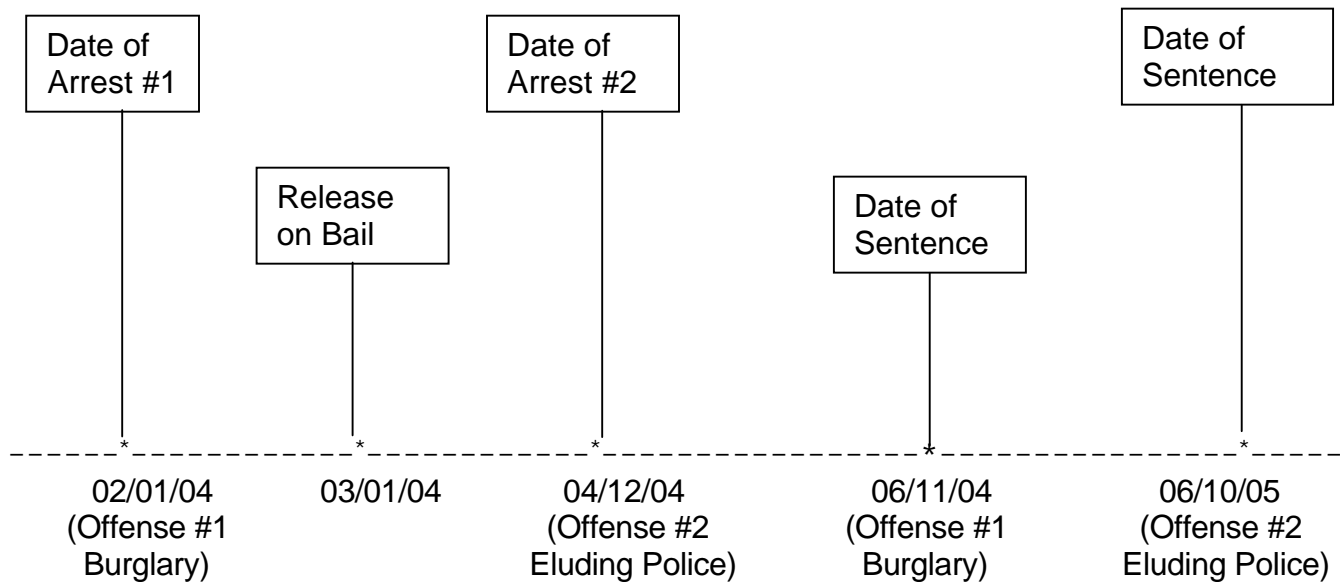 Date of
Arrest #1
Release
on Bail
Date of
Arrest #2
Date of
Sentence
Date of
Sentence
02/01/04
(Offense #1
Burglary)
03/01/04
04/12/04
(Offense #2
Eluding Police)
06/11/04
(Offense #1
Burglary)
06/10/05
(Offense #2
Eluding Police)